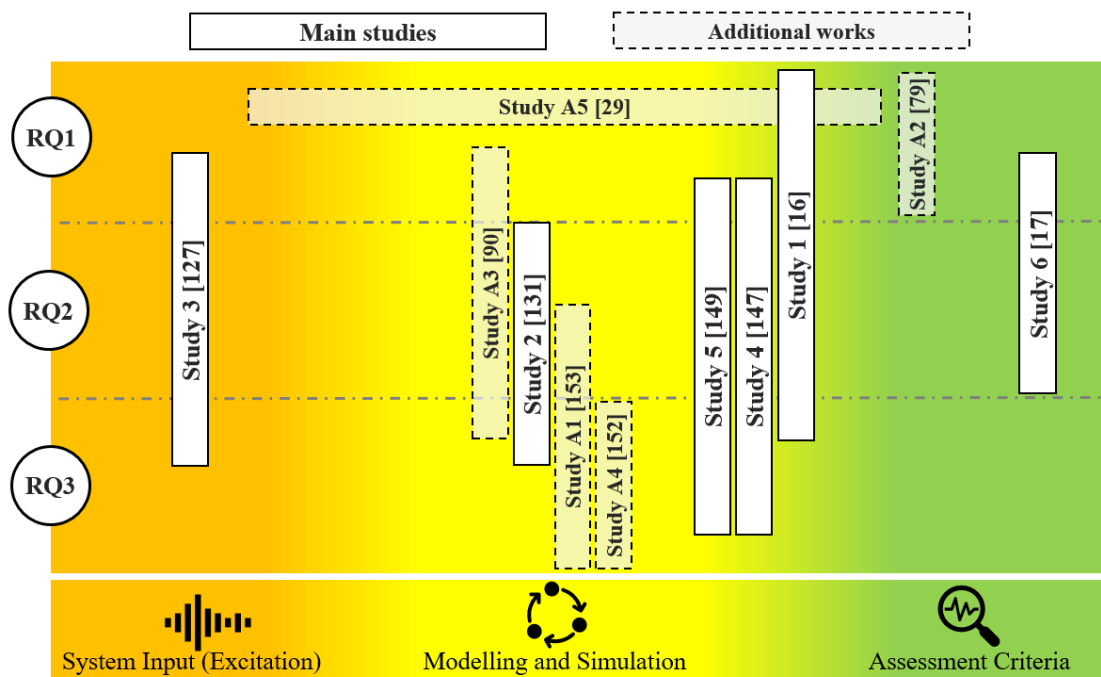 Main studies
Additional works
RQ1
RQ2
RQ3
Study A5 [29]
Study 3 [127]
Study A3 [90]
Study 2 [131]
Study A1 [153]
Study A4 [152]
Study 5 [149]
Study 4 [147]
Study 1 [16]
Study A2 [79]
Study 6 [17]
System Input (Excitation)
Modelling and Simulation
Assessment Criteria